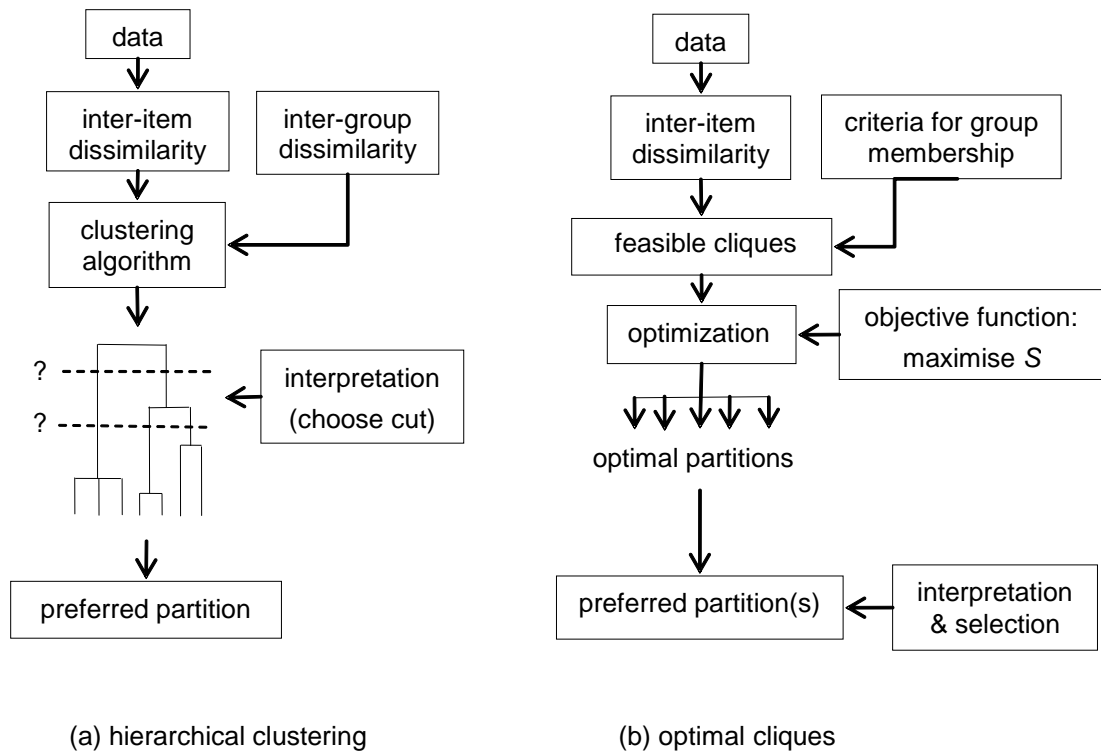 data
inter-item
dissimilarity
inter-group
dissimilarity
clustering
algorithm
?
?
interpretation
(choose cut)
preferred partition
(a) hierarchical clustering
data
inter-item
dissimilarity
criteria for group
membership
feasible cliques
optimization
objective function:
maximise S
optimal partitions
preferred partition(s)
interpretation
& selection
(b) optimal cliques